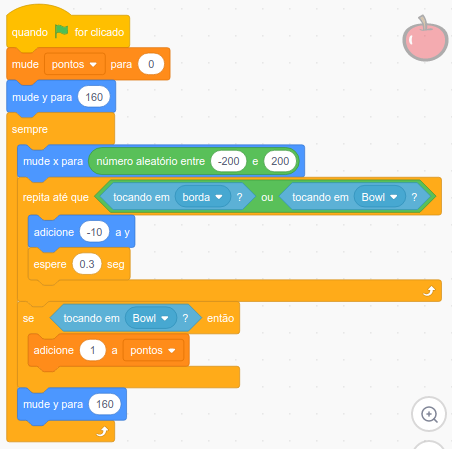 quando for clicado
mude pontos para 0
mude y para 160
sempre
mude x para número aleatório entre -200 e 200
repita até que tocando em borda ? ou tocando em Bowl ?
adicione -10 a y
espere 0.3 seg
se tocando em Bowl ? então
adicione 1 a pontos
mude y para 160